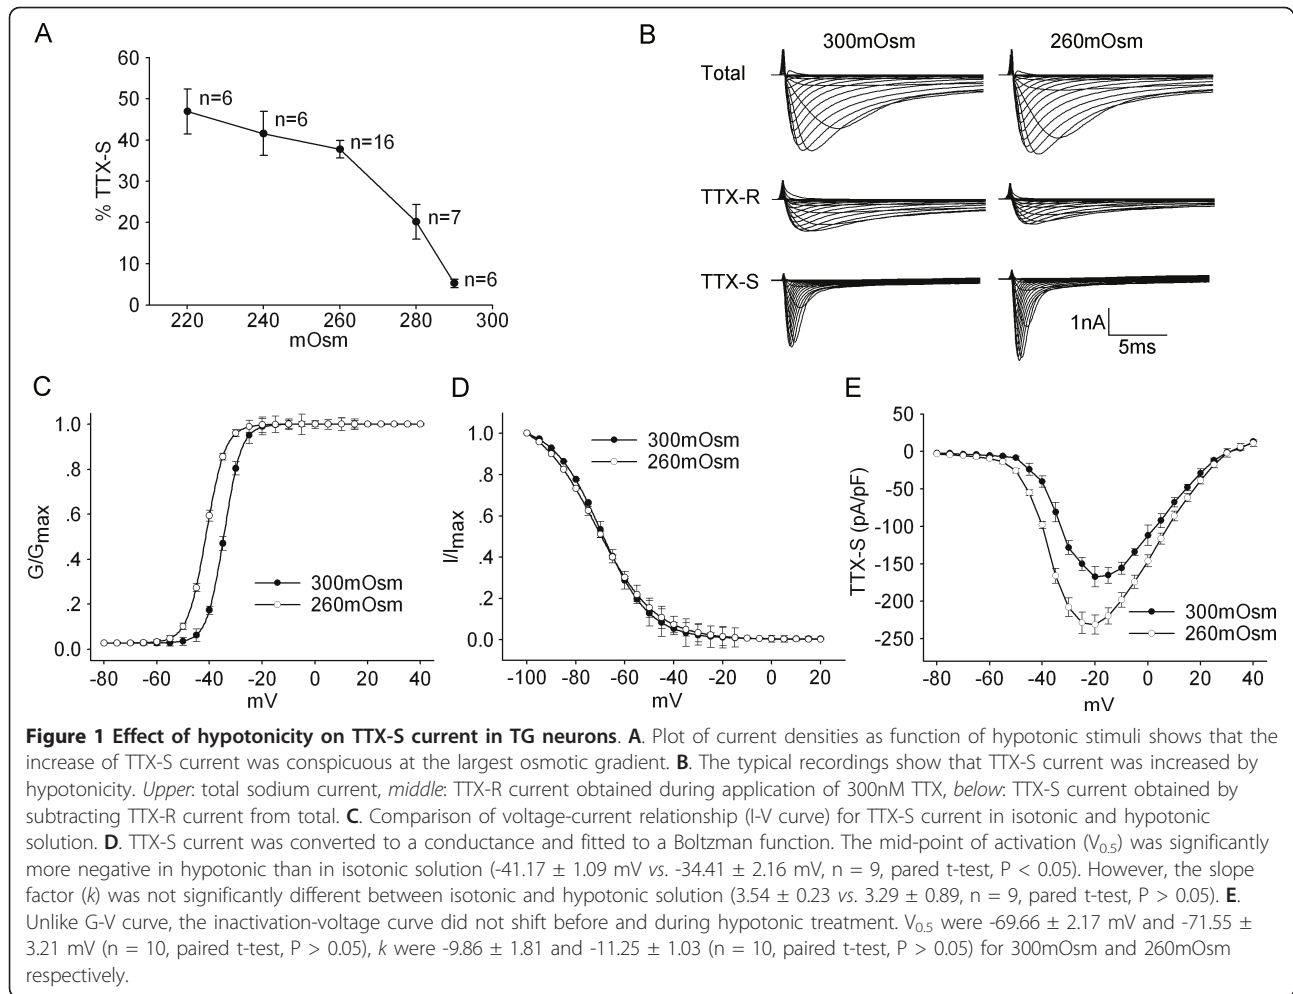 A
60
50
40
30
20
10
0
% TTX-S
n=6
n=6
n=16
n=7
n=6
220 240 260 280 300
mOsm
B
300mOsm 260mOsm
Total
TTX-R
TTX-S
1nA
5ms
C
1.0
.8
.6
.4
.2
0.0
G/Gmax
300mOsm
260mOsm
-80 -60 -40 -20 0 20 40
mV
D
1.0
.8
.6
.4
.2
0.0
I/Imax
300mOsm
260mOsm
-100 -80 -60 -40 -20 0 20
mV
E
50
0
-50
-100
-150
-200
-250
TTX-S (pA/pF)
300mOsm
260mOsm
-80 -60 -40 -20 0 20 40
mV
Figure 1 Effect of hypotonicity on TTX-S current in TG neurons. A. Plot of current densities as function of hypotonic stimuli shows that the
increase of TTX-S current was conspicuous at the largest osmotic gradient. B. The typical recordings show that TTX-S current was increased by
hypotonicity. Upper: total sodium current, middle: TTX-R current obtained during application of 300nM TTX, below: TTX-S current obtained by
subtracting TTX-R current from total. C. Comparison of voltage-current relationship (I-V curve) for TTX-S current in isotonic and hypotonic
solution. D. TTX-S current was converted to a conductance and fitted to a Boltzman function. The mid-point of activation (V0.5) was significantly
more negative in hypotonic than in isotonic solution (-41.17 ± 1.09 mV vs. -34.41 ± 2.16 mV, n = 9, pared t-test, P < 0.05). However, the slope
factor (k) was not significantly different between isotonic and hypotonic solution (3.54 ± 0.23 vs. 3.29 ± 0.89, n = 9, pared t-test, P > 0.05). E.
Unlike G-V curve, the inactivation-voltage curve did not shift before and during hypotonic treatment. V0.5 were -69.66 ± 2.17 mV and -71.55 ±
3.21 mV (n = 10, paired t-test, P > 0.05), k were -9.86 ± 1.81 and -11.25 ± 1.03 (n = 10, paired t-test, P > 0.05) for 300mOsm and 260mOsm
respectively.